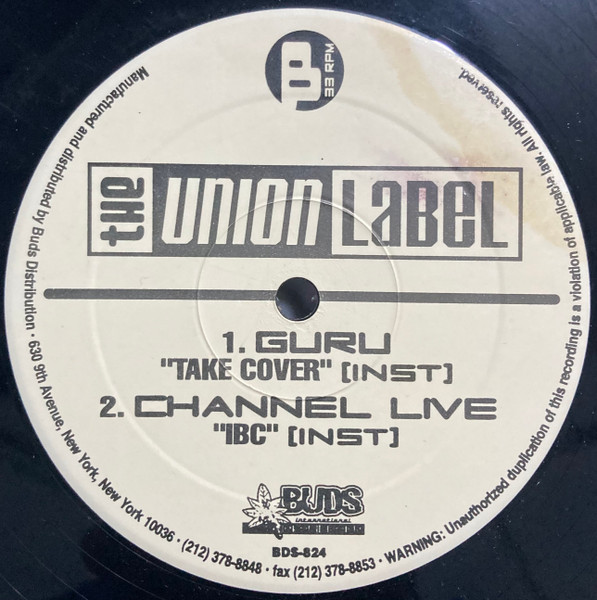 UP
33 RPM
THE UNION LABEL
1. GURU
"TAKE COVER" [INST]
2. CHANNEL LIVE
"IBC" [INST]
BUDS
international
BDS-824
Manufactured and distributed by Buds Distribution • 630 9th Avenue, New York, New York 10036 • (212) 378-8848 • fax (212) 378-8853 • WARNING: Unauthorized duplication of this recording is a violation of applicable law. All rights reserved.